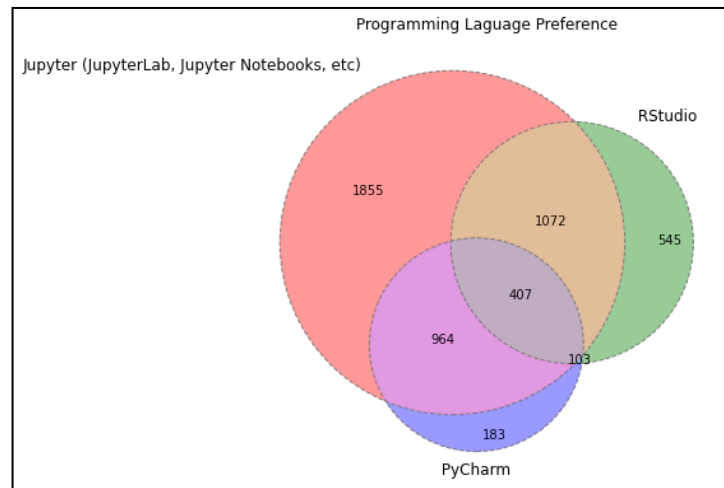 Programming Laguage Preference
Jupyter (JupyterLab, Jupyter Notebooks, etc)
RStudio
1855
1072
545
407
964
103
183
PyCharm